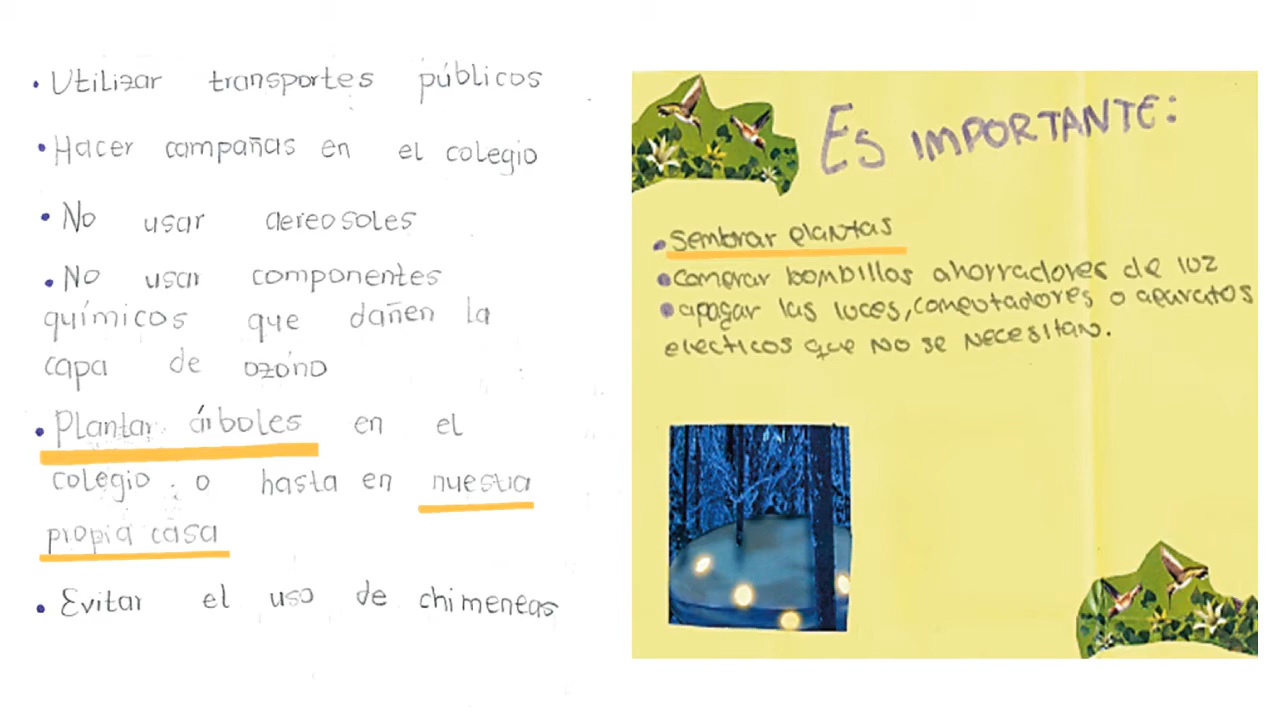 • Utilizar transportes públicos
• Hacer campañas en el colegio
• No usar aereosoles
• No usar componentes
químicos que dañen la
capa de ozóno
• Plantar árboles en el
colegio o hasta en nuestra
propia casa
• Evitar el uso de chimeneas
Es IMPORTANTE:
• Sembrar plantas
• comprar bombillos ahorradores de luz
• apagar las luces, computadores o aparatos
electicos que no se necesitan.